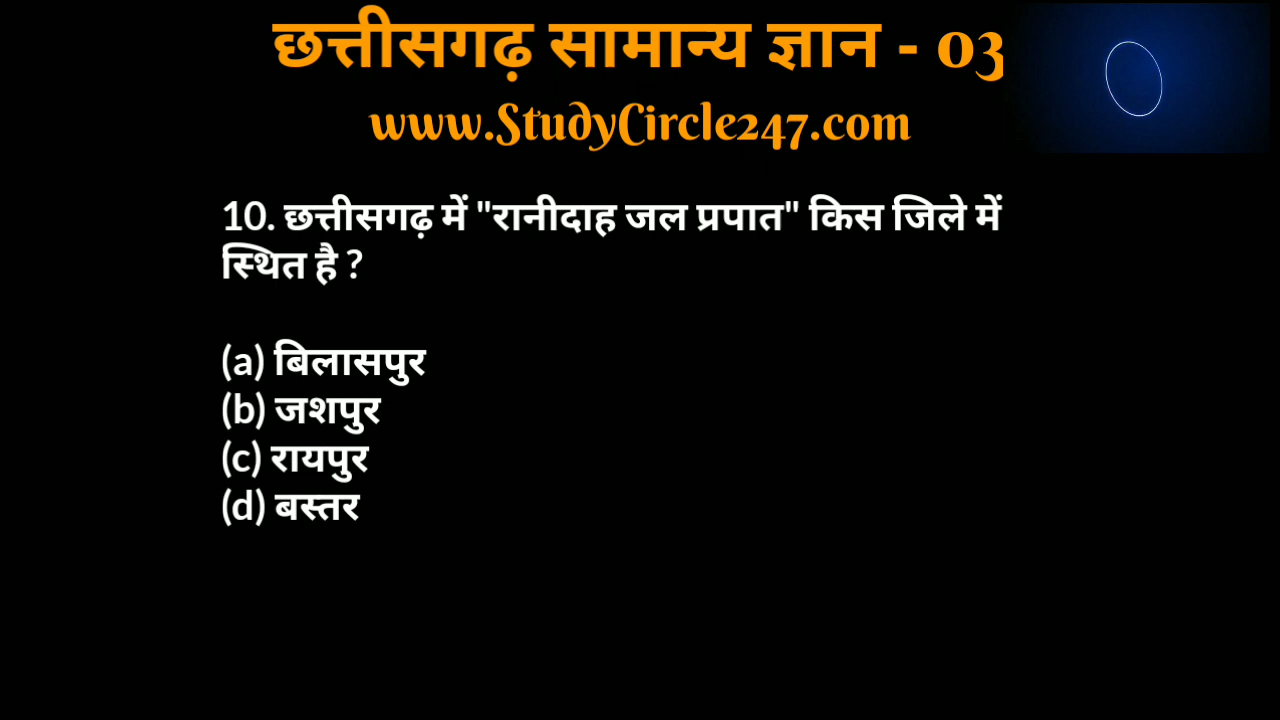 छत्तीसगढ़ सामान्य ज्ञान - 03
www.StudyCircle247.com
10. छत्तीसगढ़ में "रानीदाह जल प्रपात" किस जिले में
स्थित है ?
(a) बिलासपुर
(b) जशपुर
(c) रायपुर
(d) बस्तर